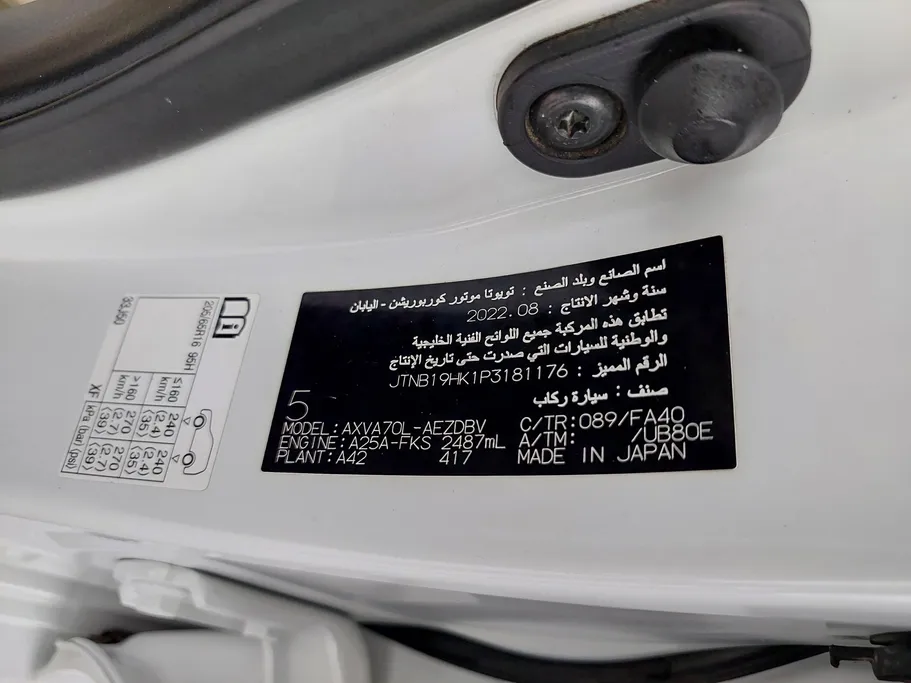 اسم الصانع وبلد الصنع : تويوتا موتور كوربوريشن - اليابان
سنة وشهر الانتاج : 2022.08
تطابق هذه المركبة جميع اللوائح الفنية الخليجية
والوطنية للسيارات التي صدرت حتى تاريخ الإنتاج
الرقم المميز : JTNB19HK1P3181176
صنف : سيارة ركاب
5
MODEL:AXVA70L-AEZDBV C/TR:089/FA40
ENGINE:A25A-FKS 2487mL A/TM: /UB80E
PLANT:A42 417 MADE IN JAPAN
205/65R16 95H
≤160 km/h 240 (2.4) (35) 240 (2.4) (35)
>160 km/h 270 (2.7) (39) 270 (2.7) (39)
XF kPa (bar) (psi)